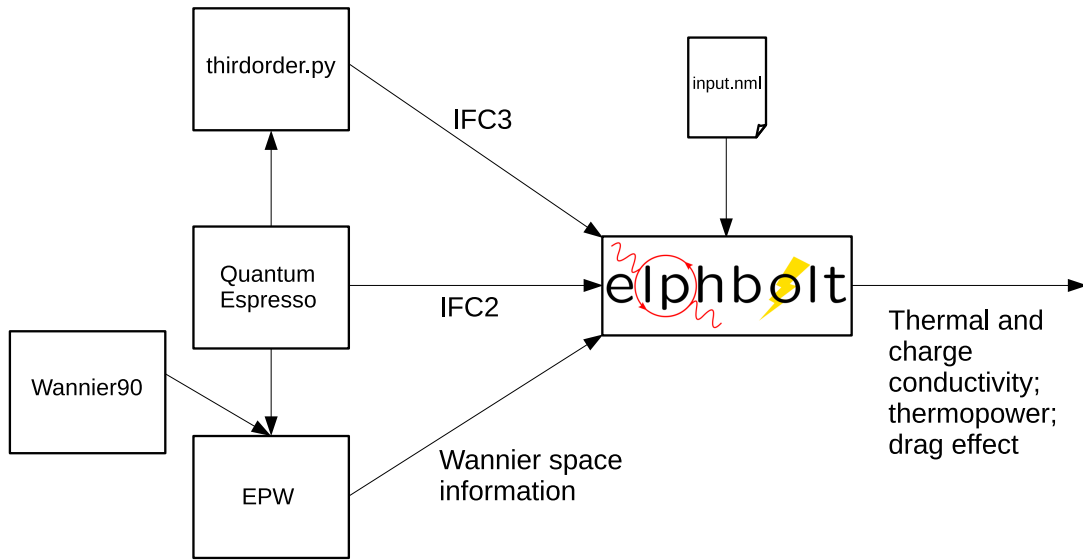 thirdorder.py
input.nml
IFC3
Quantum
Espresso
IFC2
elphbolt
Wannier90
Thermal and
charge
conductivity;
thermopower;
drag effect
EPW
Wannier space
information